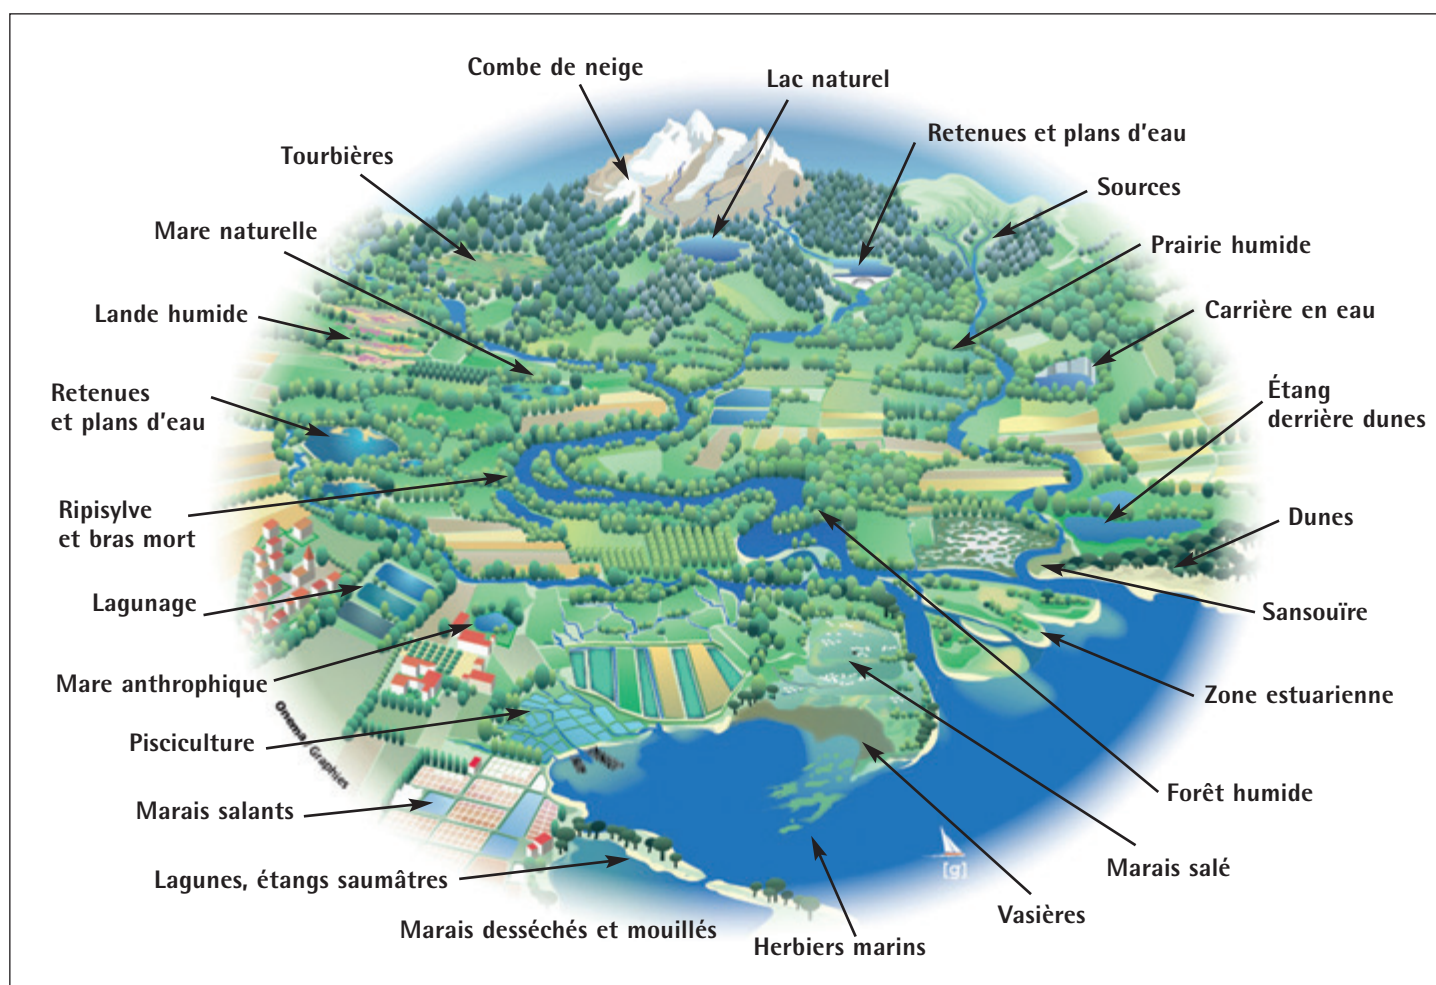 Combe de neige
Lac naturel
Retenues et plans d'eau
Tourbières
Sources
Mare naturelle
Prairie humide
Lande humide
Carrière en eau
Retenues
et plans d'eau
Étang
derrière dunes
Ripisylve
et bras mort
Dunes
Lagunage
Sansouïre
Mare anthrophique
Zone estuarienne
Onema / Graphies
Pisciculture
Forêt humide
Marais salants
[g]
Marais salé
Lagunes, étangs saumâtres
Vasières
Marais desséchés et mouillés
Herbiers marins